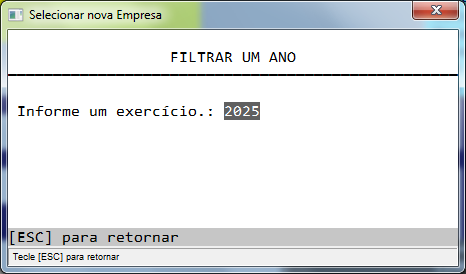 Selecionar nova Empresa
FILTRAR UM ANO
Informe um exercício.: 2025
[ESC] para retornar
Tecle [ESC] para retornar